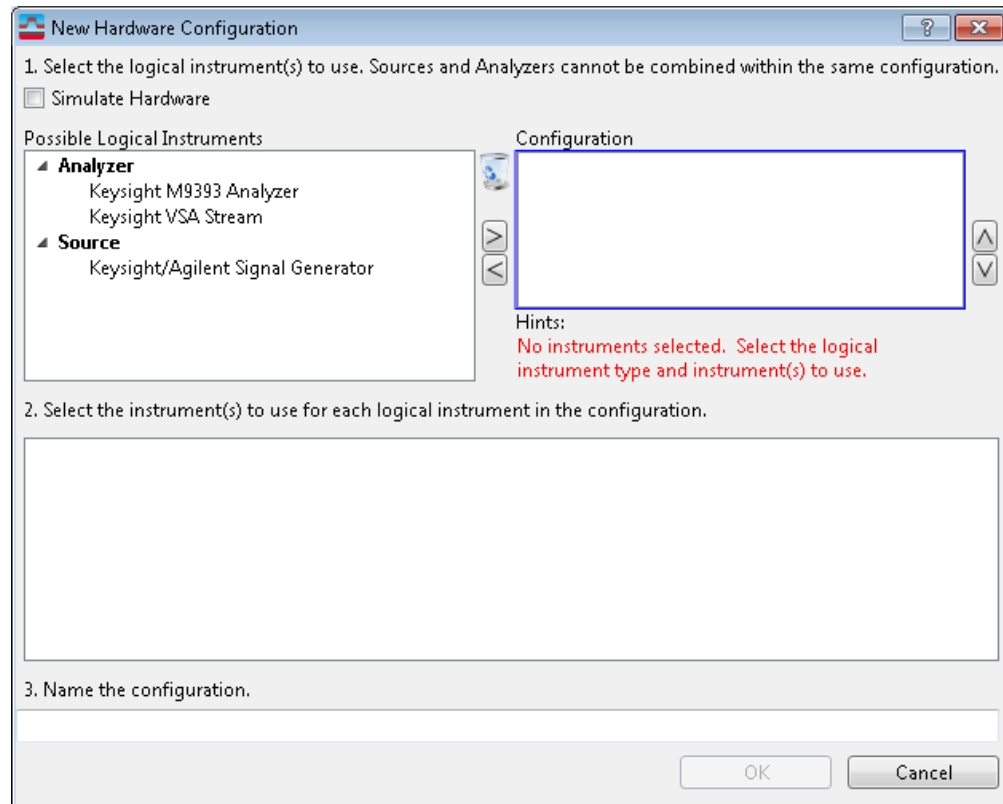 New Hardware Configuration
?
1. Select the logical instrument(s) to use. Sources and Analyzers cannot be combined within the same configuration.
Simulate Hardware
Possible Logical Instruments
Analyzer
Keysight M9393 Analyzer
Keysight VSA Stream
Source
Keysight/Agilent Signal Generator
>
<
Configuration
Hints:
No instruments selected. Select the logical
instrument type and instrument(s) to use.
2. Select the instrument(s) to use for each logical instrument in the configuration.
3. Name the configuration.
OK
Cancel